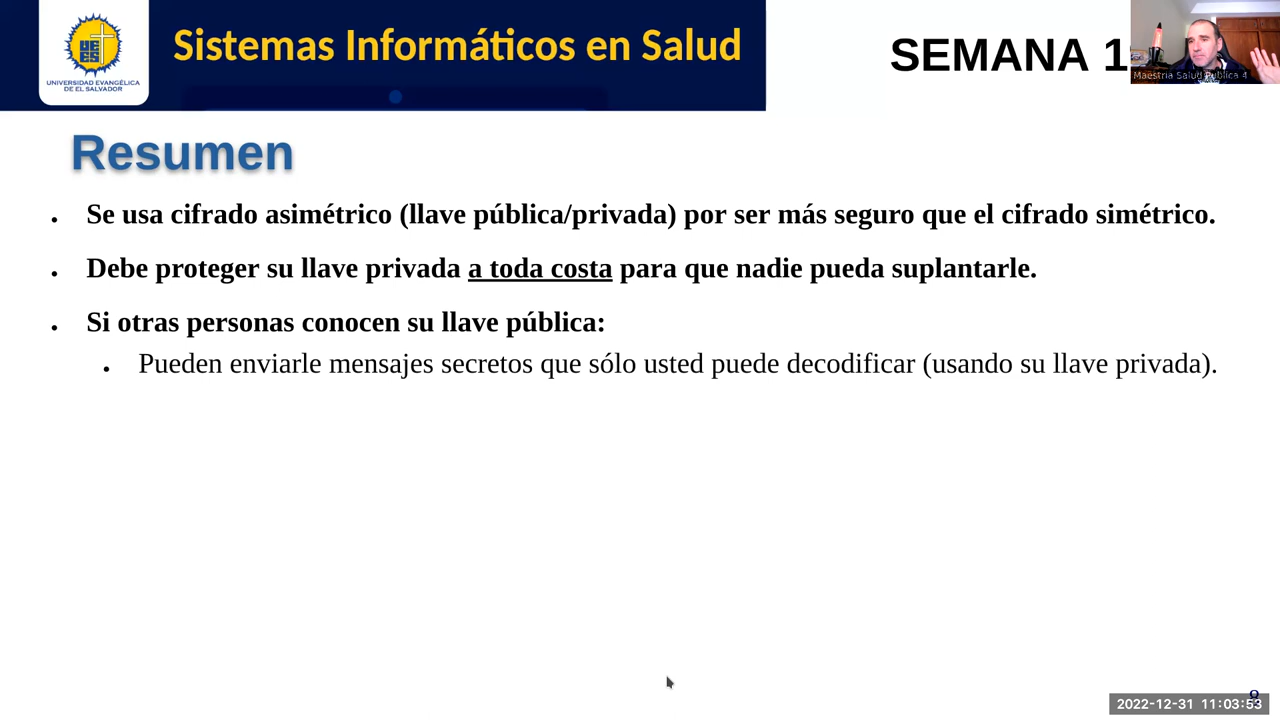 Sistemas Informáticos en Salud
SEMANA 1
UNIVERSIDAD EVANGÉLICA
DE EL SALVADOR
Maestria Salud Publica 4
Resumen
Se usa cifrado asimétrico (llave pública/privada) por ser más seguro que el cifrado simétrico.
Debe proteger su llave privada a toda costa para que nadie pueda suplantarle.
Si otras personas conocen su llave pública:
Pueden enviarle mensajes secretos que sólo usted puede decodificar (usando su llave privada).
2022-12-31 11:03:53